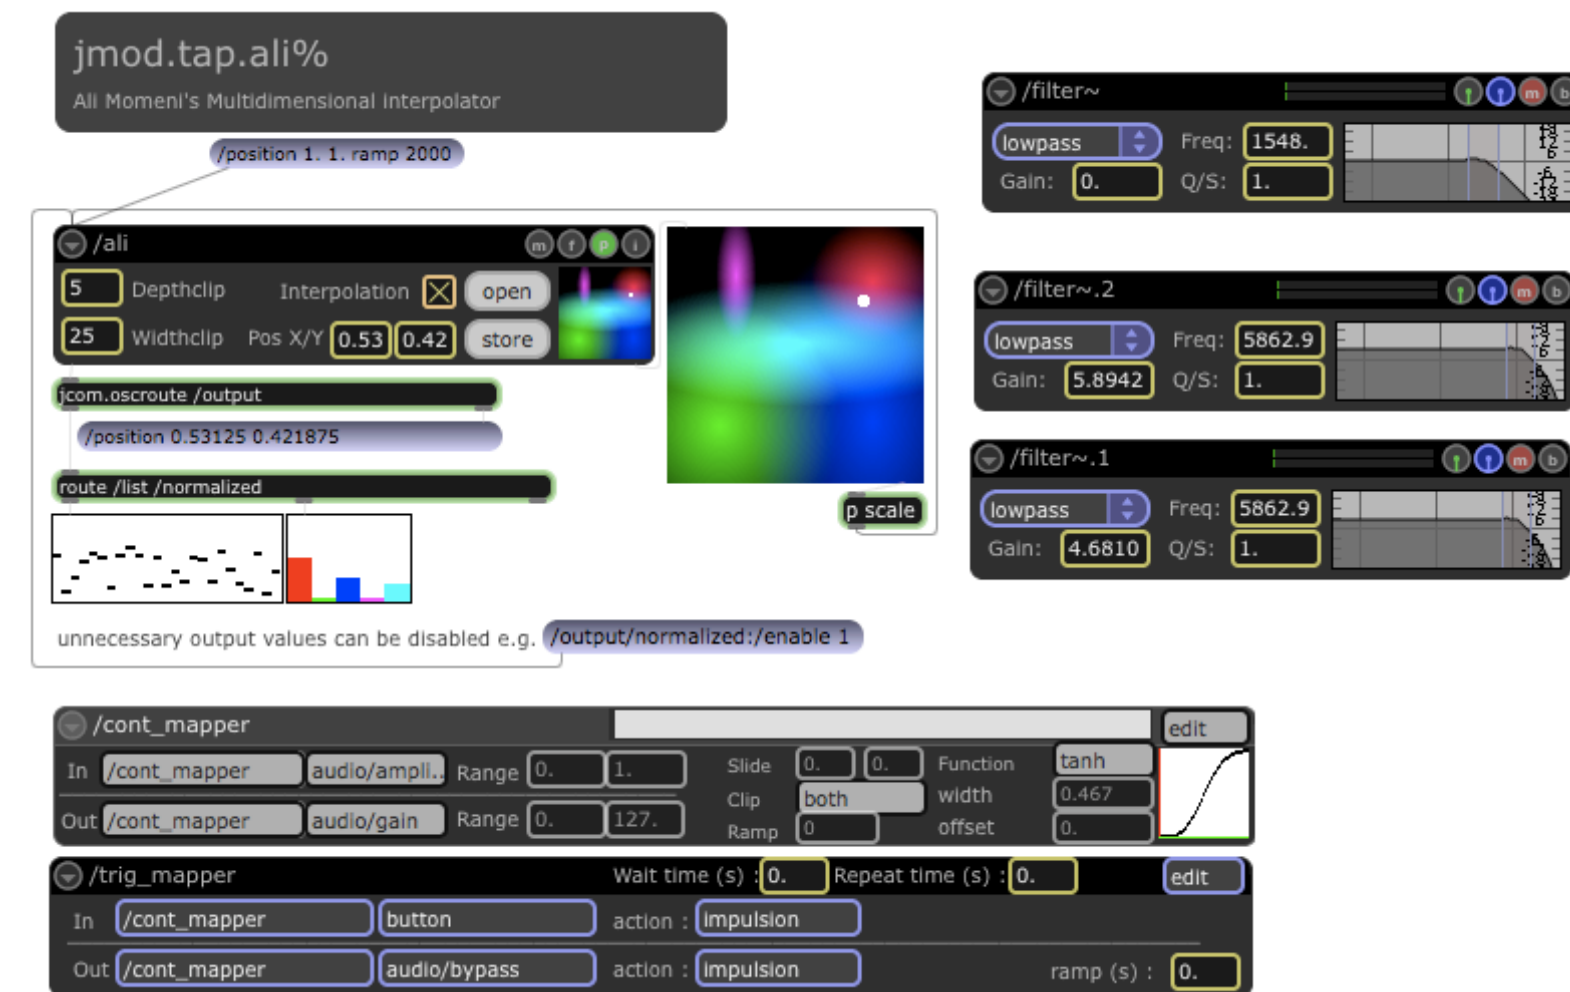 jmod.tap.ali%
Ali Momeni's Multidimensional interpolator
/position 1. 1. ramp 2000
/ali
m f p i
5 Depthclip Interpolation open
25 Widthclip Pos X/Y 0.53 0.42 store
jcom.oscroute /output
/position 0.53125 0.421875
route /list /normalized
p scale
unnecessary output values can be disabled e.g. /output/normalized:/enable 1
/filter~
m b
lowpass Freq: 1548.
Gain: 0. Q/S: 1.
/filter~.2
m b
lowpass Freq: 5862.9
Gain: 5.8942 Q/S: 1.
/filter~.1
m b
lowpass Freq: 5862.9
Gain: 4.6810 Q/S: 1.
/cont_mapper edit
In /cont_mapper audio/ampli.. Range 0. 1.
Out /cont_mapper audio/gain Range 0. 127.
Slide 0. 0. Function tanh
Clip both width 0.467
Ramp 0 offset 0.
/trig_mapper Wait time (s) : 0. Repeat time (s) : 0. edit
In /cont_mapper button action : impulsion
Out /cont_mapper audio/bypass action : impulsion ramp (s) : 0.